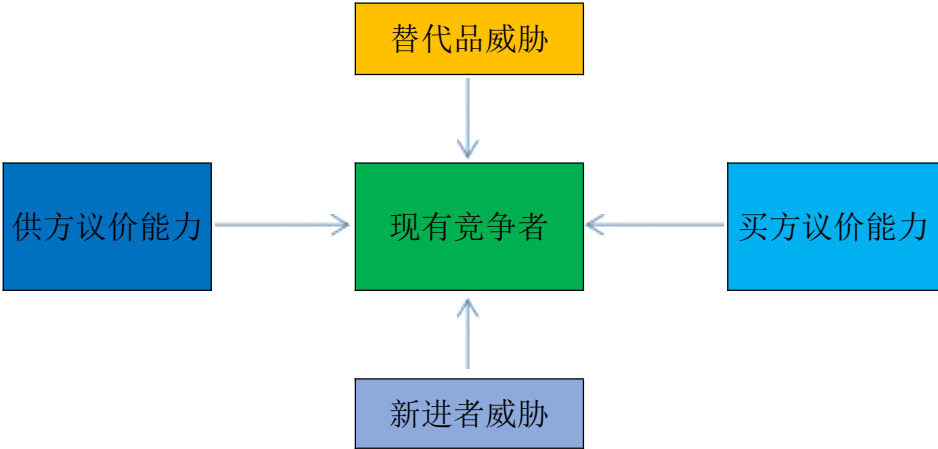 替代品威胁
供方议价能力
现有竞争者
买方议价能力
新进者威胁